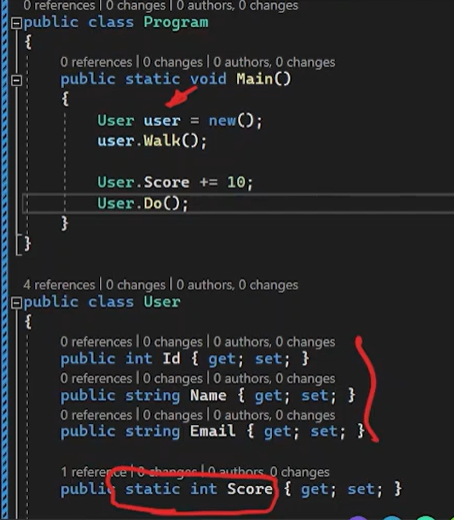 0 references | 0 changes | 0 authors, 0 changes
public class Program
{
0 references | 0 changes | 0 authors, 0 changes
public static void Main()
{
User user = new();
user.Walk();
User.Score += 10;
User.Do();
}
}
4 references | 0 changes | 0 authors, 0 changes
public class User
{
0 references | 0 changes | 0 authors, 0 changes
public int Id { get; set; }
0 references | 0 changes | 0 authors, 0 changes
public string Name { get; set; }
0 references | 0 changes | 0 authors, 0 changes
public string Email { get; set; }
1 reference | 0 changes | 0 authors, 0 changes
public static int Score { get; set; }